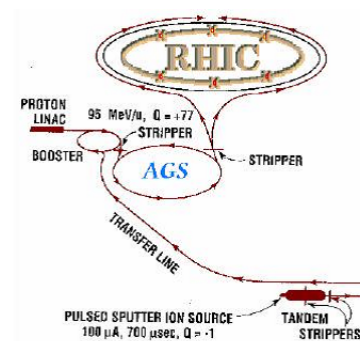 RHIC
PROTON
LINAC
95 MeV/u, Q = +77
STRIPPER
BOOSTER
AGS
STRIPPER
TRANSFER LINE
PULSED SPUTTER ION SOURCE
100 μA, 700 μsec, Q = -1
TANDEM
STRIPPERS